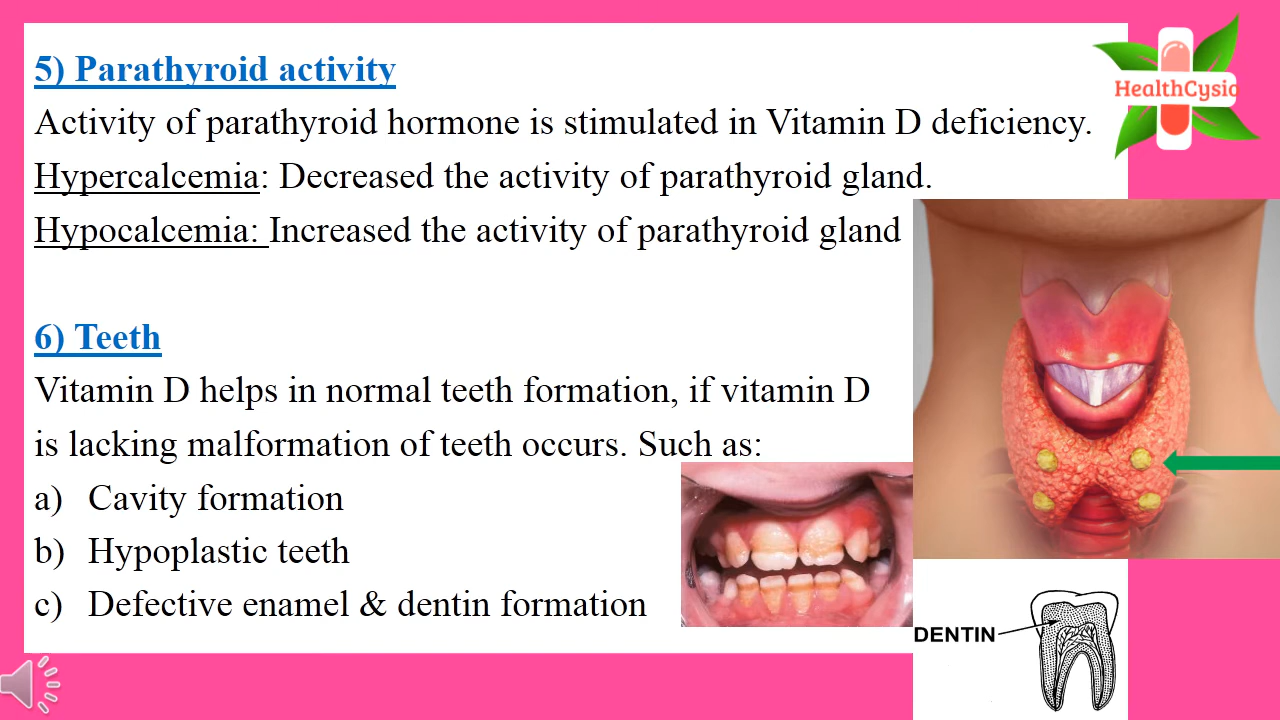 5) Parathyroid activity
Activity of parathyroid hormone is stimulated in Vitamin D deficiency.
Hypercalcemia: Decreased the activity of parathyroid gland.
Hypocalcemia: Increased the activity of parathyroid gland
6) Teeth
Vitamin D helps in normal teeth formation, if vitamin D
is lacking malformation of teeth occurs. Such as:
a) Cavity formation
b) Hypoplastic teeth
c) Defective enamel & dentin formation
HealthCysio
DENTIN